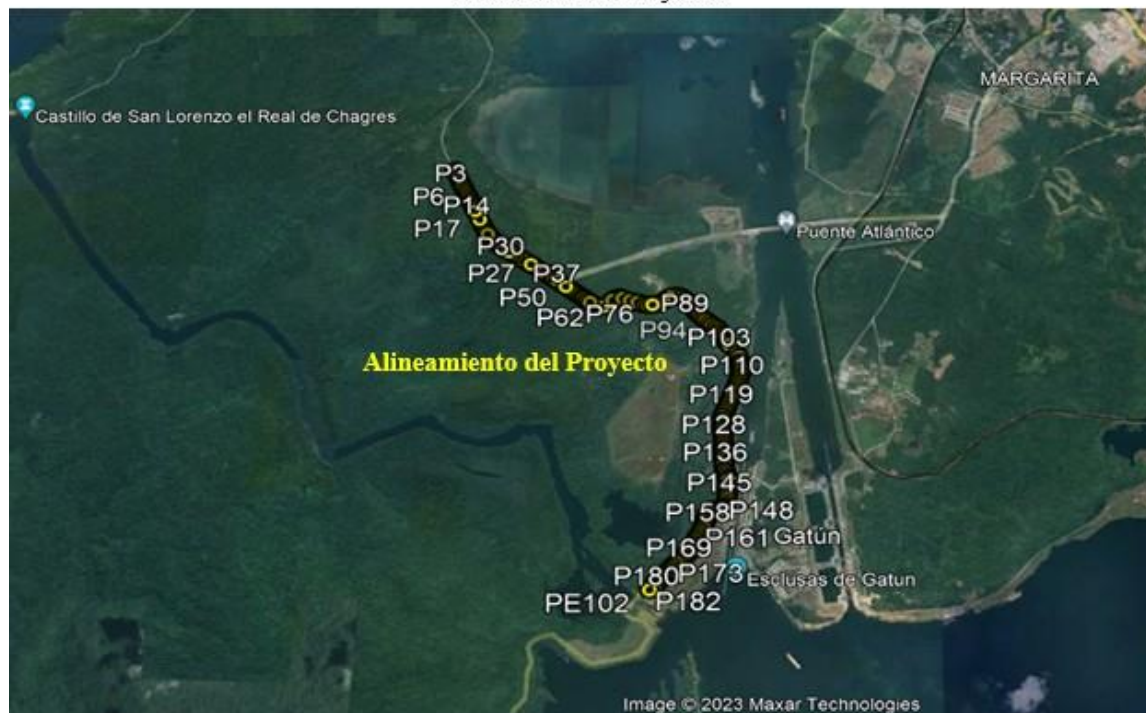 MARGARITA
Castillo de San Lorenzo el Real de Chagres
P3
P6
P14
P17
Puente Atlántico
P30
P27
P37
P50
P62
P76
P89
P94
P103
Alineamiento del Proyecto
P110
P119
P128
P136
P145
P158
P148
P161
Gatún
P169
P173
P180
Esclusas de Gatun
PE102
P182
Image © 2023 Maxar Technologies